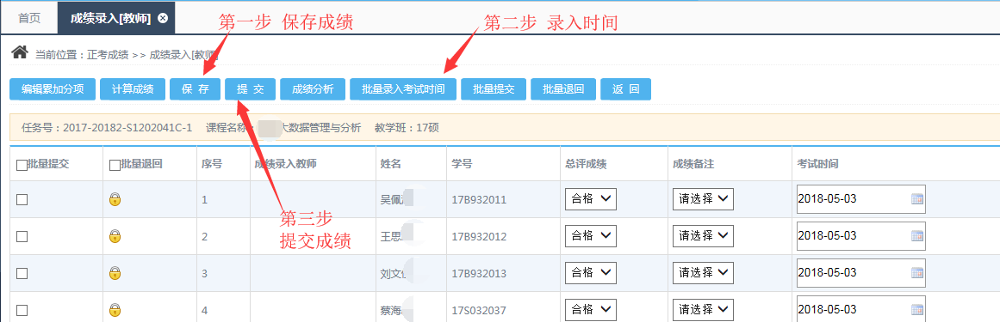 首页 成绩录入[教师]
第一步 保存成绩 第二步 录入时间
当前位置：正考成绩 >> 成绩录入[教师]
编辑累加分项 计算成绩 保 存 提 交 成绩分析 批量录入考试时间 批量提交 批量退回 返 回
任务号：2017-20182-S1202041C-1 课程名称： 大数据管理与分析 教学班：17硕
批量提交 批量退回 序号 成绩录入教师 姓名 学号 总评成绩 成绩备注 考试时间
1 吴佩 17B932011 合格 请选择 2018-05-03
第三步
提交成绩
2 王思 17B932012 合格 请选择 2018-05-03
3 刘文 17B932013 合格 请选择 2018-05-03
4 蔡海 17S032037 合格 请选择 2018-05-03